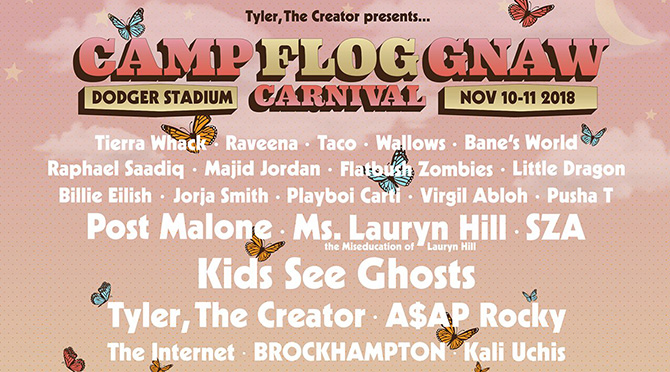 Tyler, The Creator presents...
CAMP FLOG GNAW
DODGER STADIUM CARNIVAL NOV 10-11 2018
Tierra Whack · Raveena · Taco · Wallows · Bane's World
Raphael Saadiq · Majid Jordan · Flatbush Zombies · Little Dragon
Billie Eilish · Jorja Smith · Playboi Carti · Virgil Abloh · Pusha T
Post Malone · Ms. Lauryn Hill · SZA
the Miseducation of Lauryn Hill
Kids See Ghosts
Tyler, The Creator · A$AP Rocky
The Internet · BROCKHAMPTON · Kali Uchis